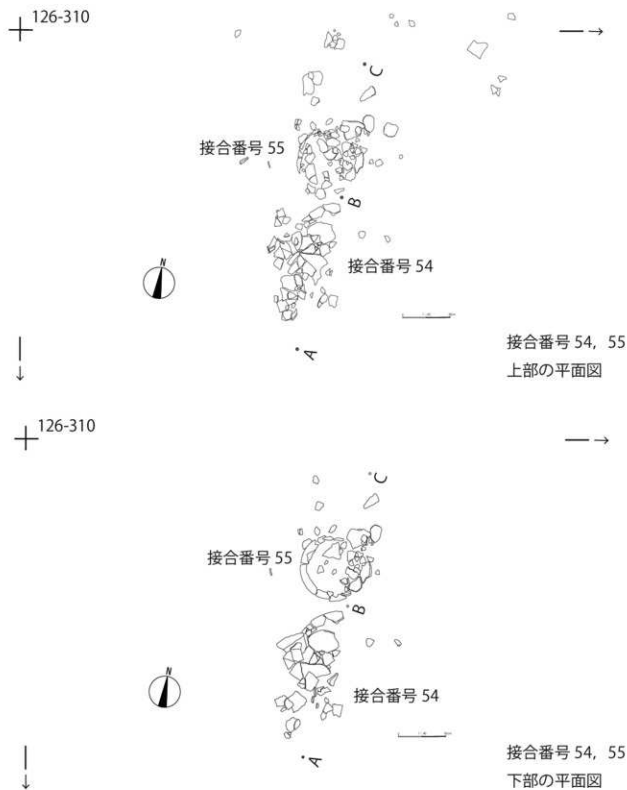 126-310
C
接合番号 55
B
N
接合番号 54
A
接合番号 54, 55
上部の平面図
126-310
C
接合番号 55
B
N
接合番号 54
A
接合番号 54, 55
下部の平面図